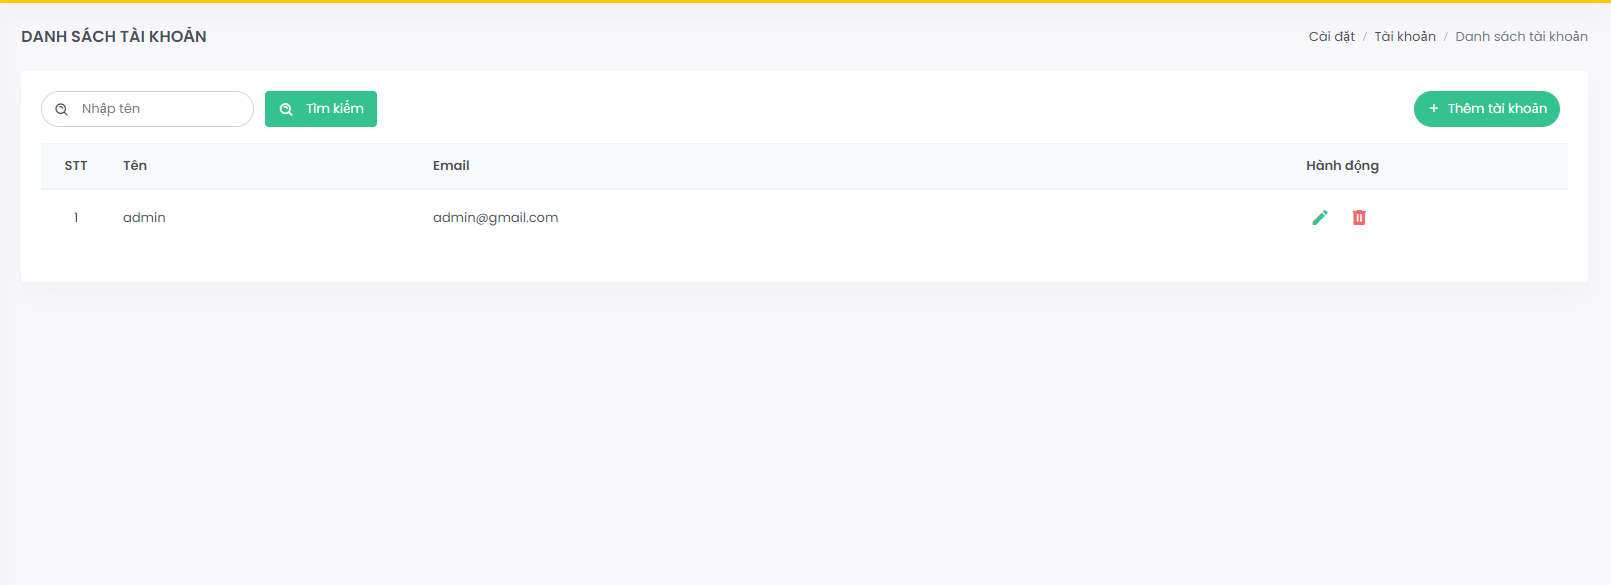 DANH SÁCH TÀI KHOẢN
Cài đặt / Tài khoản / Danh sách tài khoản
Nhập tên
Tìm kiếm
+ Thêm tài khoản
STT Tên Email Hành động
1 admin admin@gmail.com